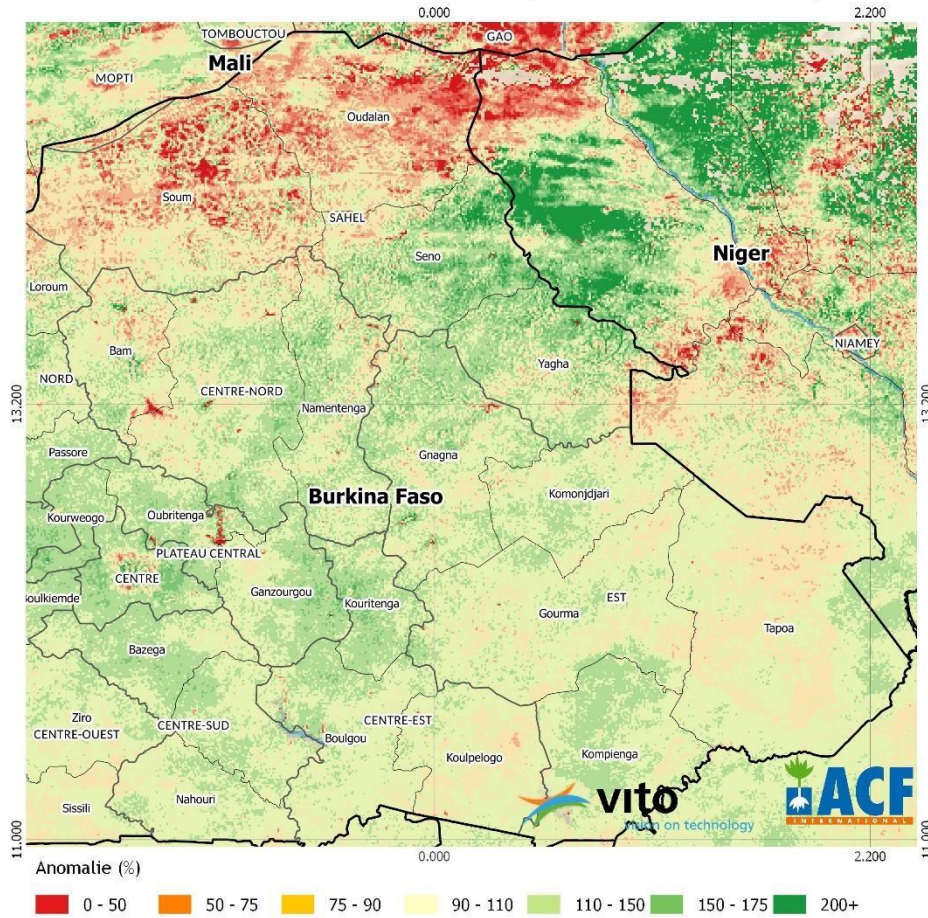 0.000
2.200
TOMBOUCTOU
GAO
Mali
MOPTI
Oudalan
Soum
SAHEL
Seno
Niger
Loroum
NIAMEY
Bam
Yagha
NORD
CENTRE-NORD
13.200
Namentenga
13.200
Passore
Gnagna
Burkina Faso
Komonjdjari
Kourweogo
Oubritenga
PLATEAU CENTRAL
CENTRE
Boulkiemde
Ganzourgou
Kouritenga
EST
Gourma
Tapoa
Bazega
Ziro
CENTRE-OUEST
CENTRE-SUD
CENTRE-EST
Boulgou
Koulpelogo
Kompienga
Sissili
Nahouri
vito
vision on technology
ACF
INTERNATIONAL
11.000
11.000
0.000
2.200
Anomalie (%)
0 - 50
50 - 75
75 - 90
90 - 110
110 - 150
150 - 175
200+